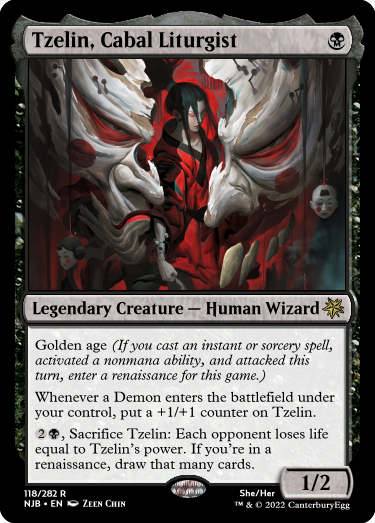 Tzelin, Cabal Liturgist
Legendary Creature — Human Wizard
Golden age (If you cast an instant or sorcery spell,
activated a nonmana ability, and attacked this
turn, enter a renaissance for this game.)
Whenever a Demon enters the battlefield under
your control, put a +1/+1 counter on Tzelin.
2, Sacrifice Tzelin: Each opponent loses life
equal to Tzelin's power. If you're in a
renaissance, draw that many cards.
1/2
118/282 R
She/Her
NJB • EN Zeen Chin
™ & © 2022 CanterburyEgg